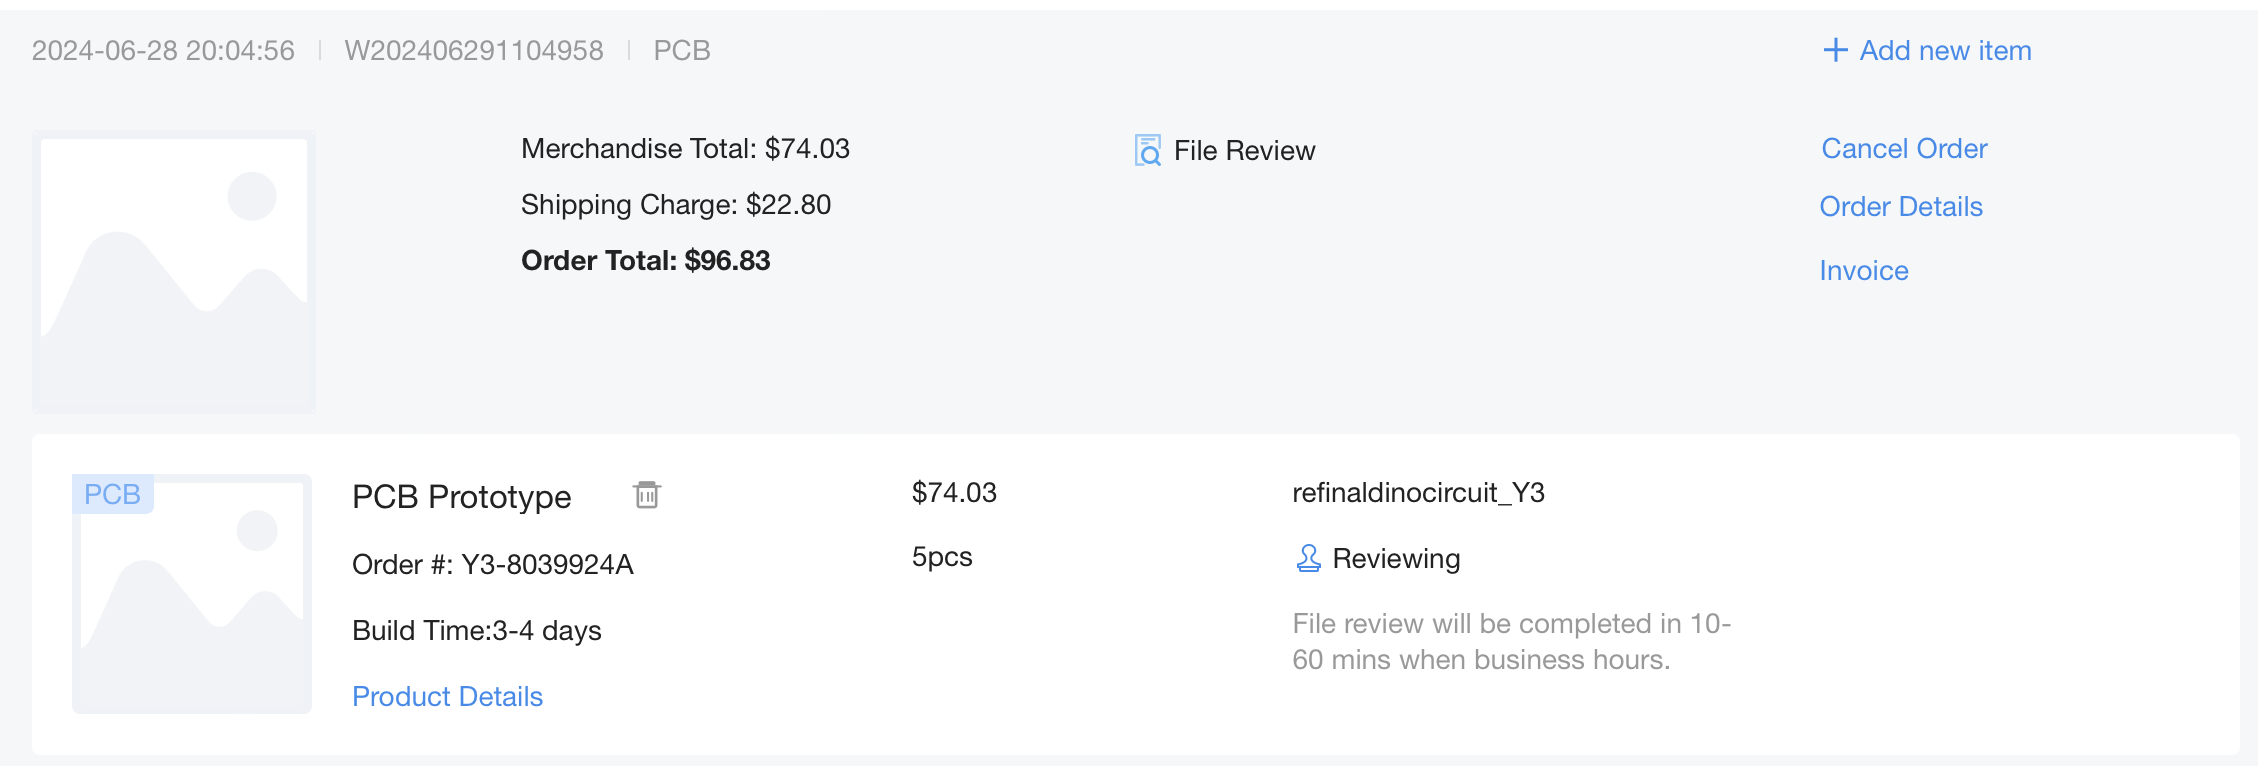 2024-06-28 20:04:56 | W202406291104958 | PCB
+ Add new item
Merchandise Total: $74.03
File Review
Cancel Order
Shipping Charge: $22.80
Order Details
Order Total: $96.83
Invoice
PCB
PCB Prototype
$74.03
refinaldinocircuit_Y3
Order #: Y3-8039924A
5pcs
Reviewing
Build Time:3-4 days
File review will be completed in 10-
60 mins when business hours.
Product Details